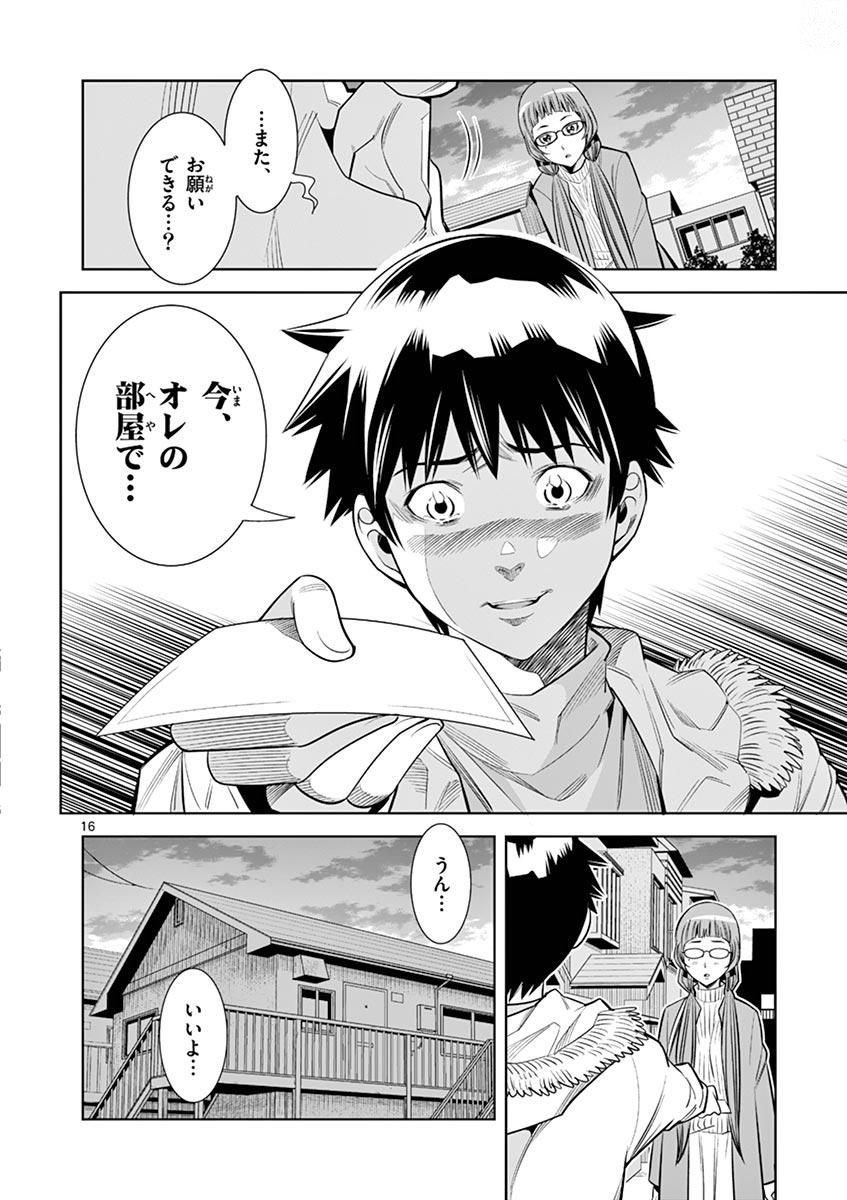 …また、
お願い
できる…？
今、
オレの
部屋で…
16
うん…
いいよ…